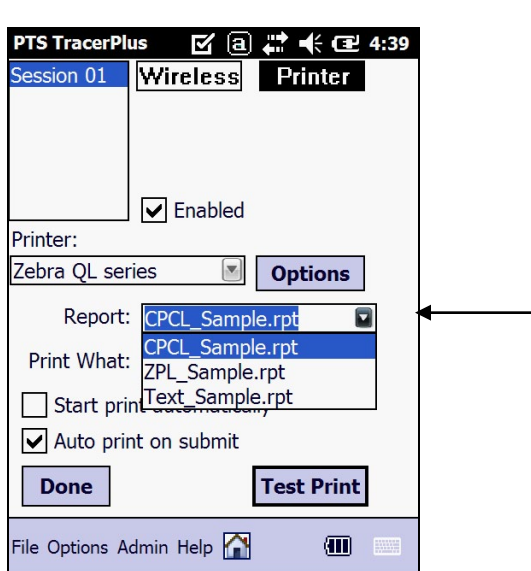 PTS TracerPlus a 4:39
Session 01 Wireless Printer
Enabled
Printer:
Zebra QL series Options
Report: CPCL_Sample.rpt
CPCL_Sample.rpt
Print What:
ZPL_Sample.rpt
Text_Sample.rpt
Start print automatically
Auto print on submit
Done Test Print
File Options Admin Help